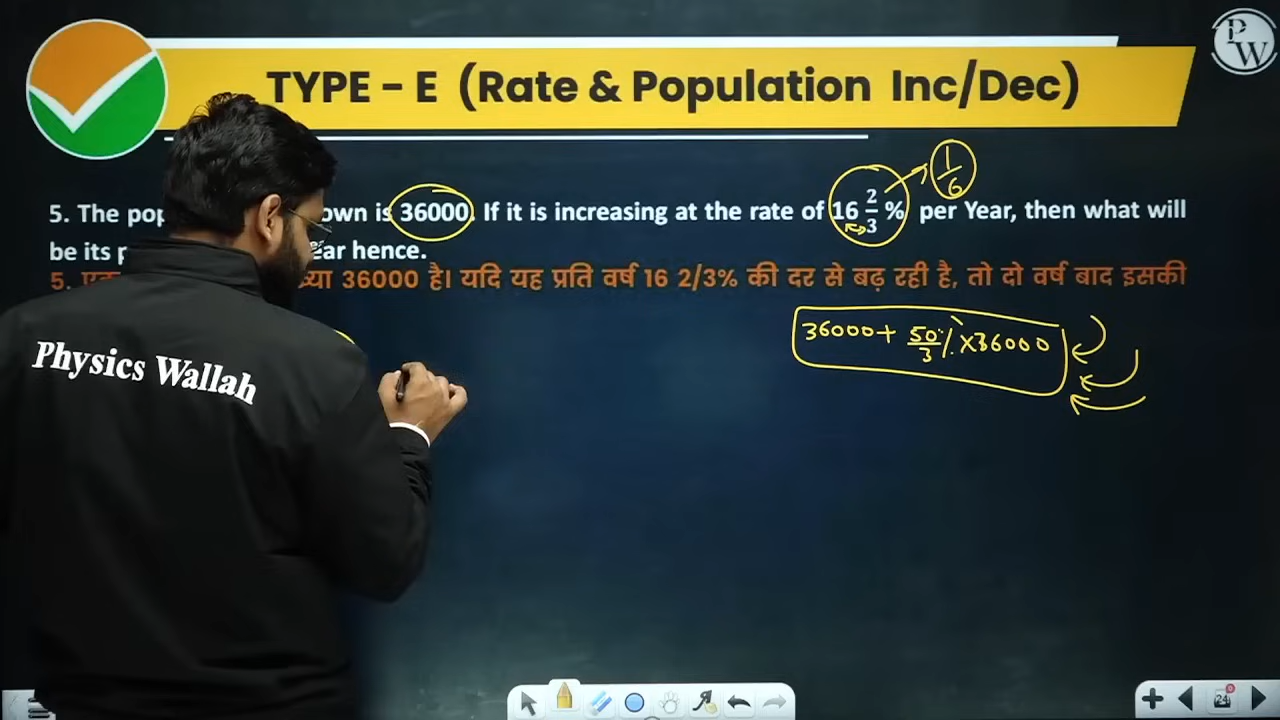 PW
TYPE - E (Rate & Population Inc/Dec)
1/6
5. The own is 36000. If it is increasing at the rate of 16 2/3 % per Year, then what will
be its hence.
5. 36000 है। यदि यह प्रति वर्ष 16 2/3% की दर से बढ़ रही है, तो दो वर्ष बाद इसकी
36000 + 50/3 % × 36000
Physics Wallah
24